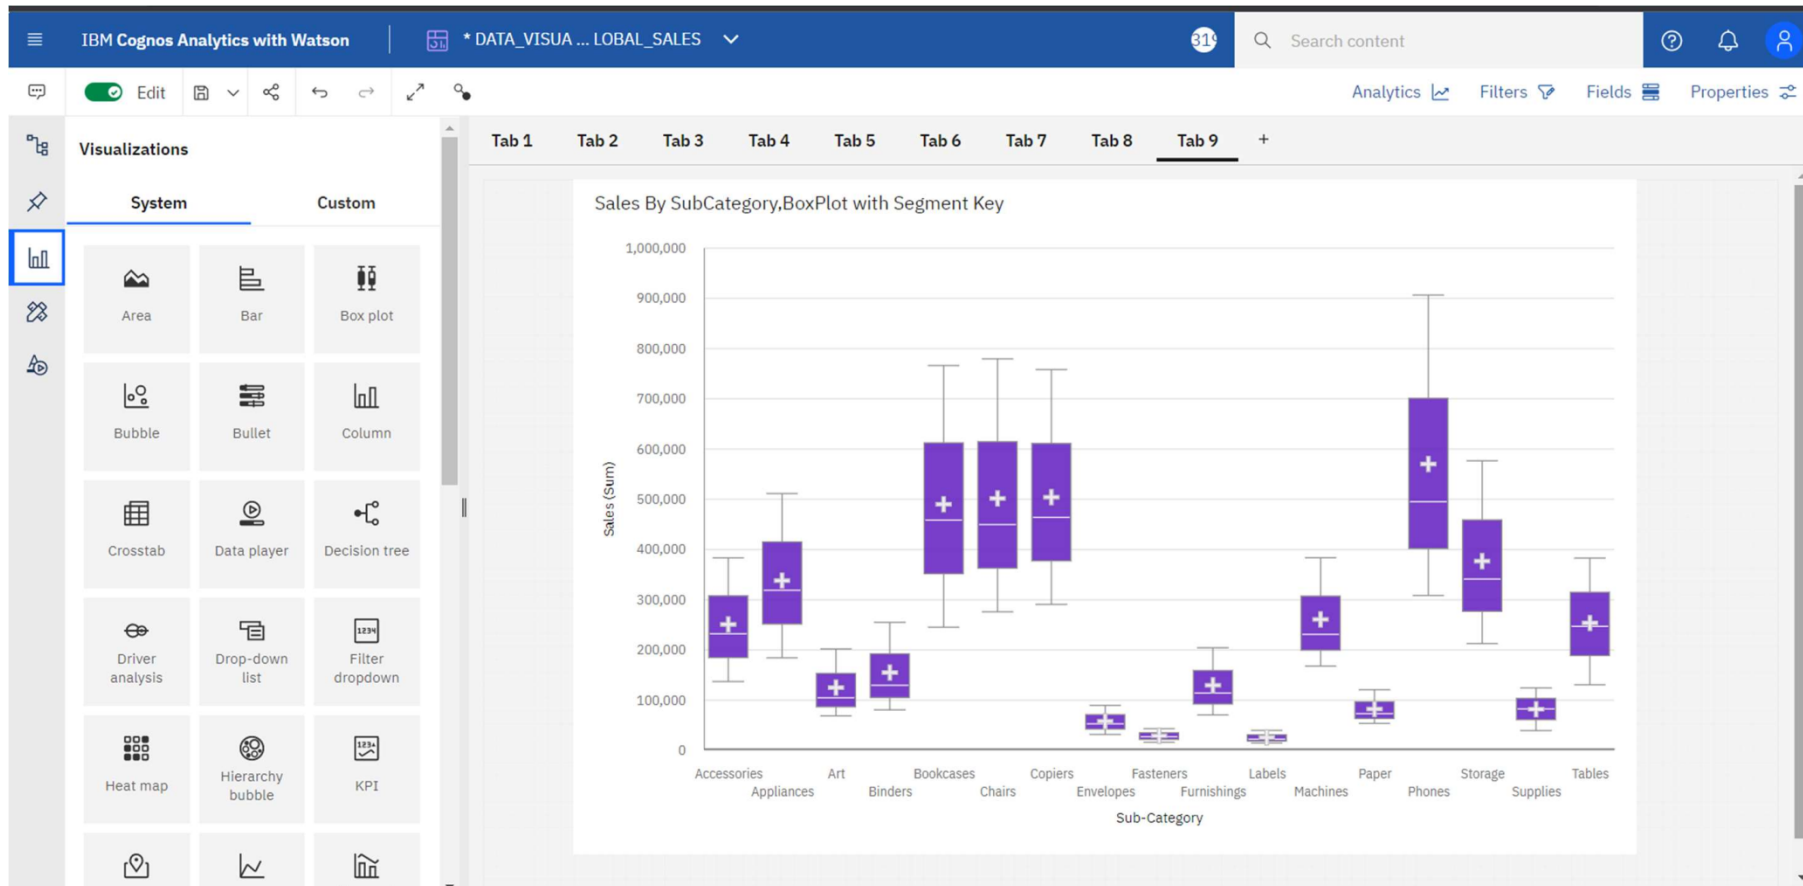 IBM Cognos Analytics with Watson
* DATA_VISUA ... LOBAL_SALES
Search content
Edit
Analytics
Filters
Fields
Properties
Visualizations
System
Custom
Area
Bar
Box plot
Bubble
Bullet
Column
Crosstab
Data player
Decision tree
Driver
analysis
Drop-down
list
1234
Filter
dropdown
Heat map
Hierarchy
bubble
KPI
Tab 1
Tab 2
Tab 3
Tab 4
Tab 5
Tab 6
Tab 7
Tab 8
Tab 9
+
Sales By SubCategory,BoxPlot with Segment Key
1,000,000
900,000
800,000
700,000
600,000
500,000
400,000
300,000
200,000
100,000
0
Sales (Sum)
Accessories
Appliances
Art
Binders
Bookcases
Chairs
Copiers
Envelopes
Fasteners
Furnishings
Labels
Machines
Paper
Phones
Storage
Supplies
Tables
Sub-Category